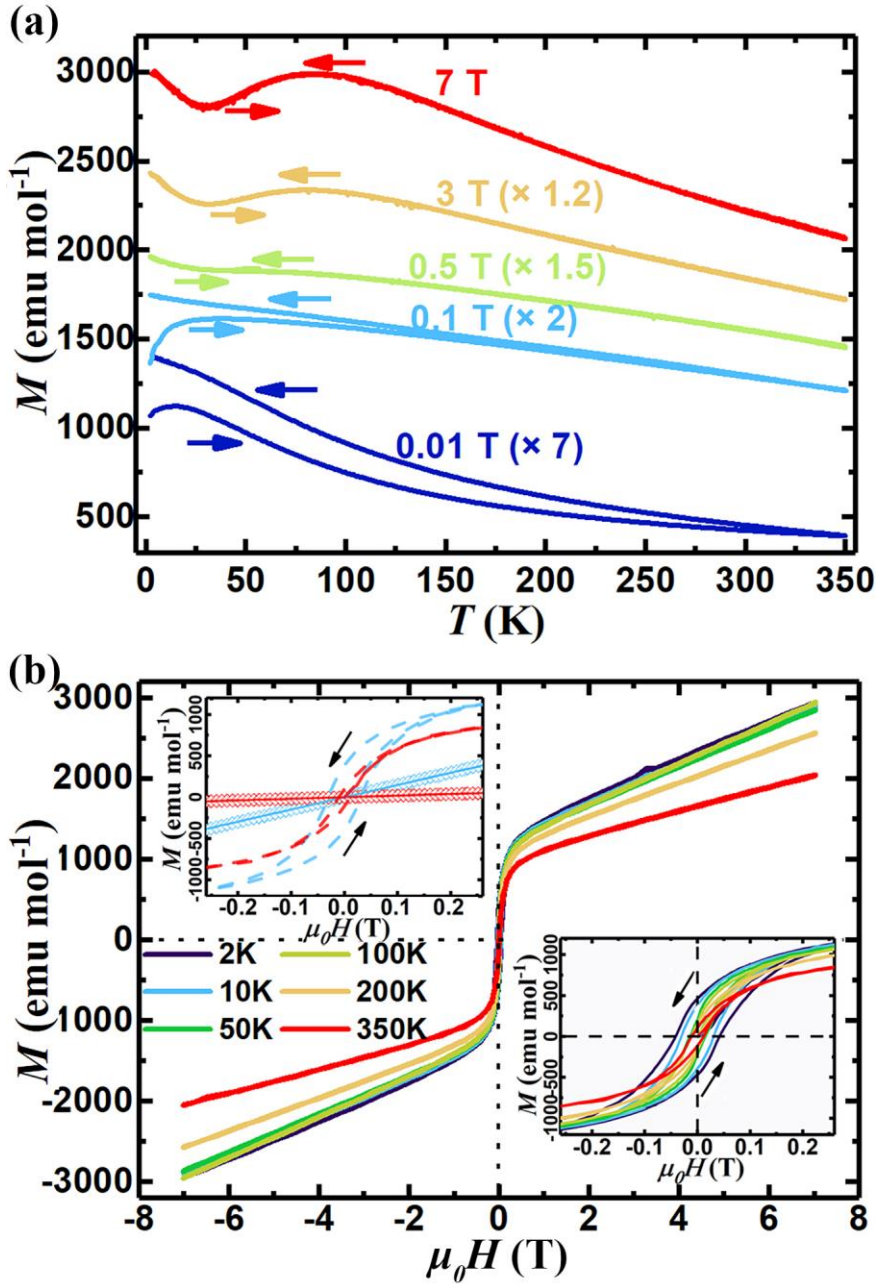 (a)
3000
2500
2000
1500
1000
500
M (emu mol⁻¹)
7 T
3 T (× 1.2)
0.5 T (× 1.5)
0.1 T (× 2)
0.01 T (× 7)
0 50 100 150 200 250 300 350
T (K)
(b)
3000
2000
1000
0
1000
-2000
-3000
M (emu mol⁻¹)
1000
500
0
-500
-1000
M (emu mol⁻¹)
-0.2 -0.1 0.0 0.1 0.2
μ₀H (T)
2K 100K
10K 200K
50K 350K
1000
500
0
-500
-1000
M (emu mol⁻¹)
-0.2 -0.1 0.0 0.1 0.2
μ₀H (T)
-8 -6 -4 -2 0 2 4 6 8
μ₀H (T)